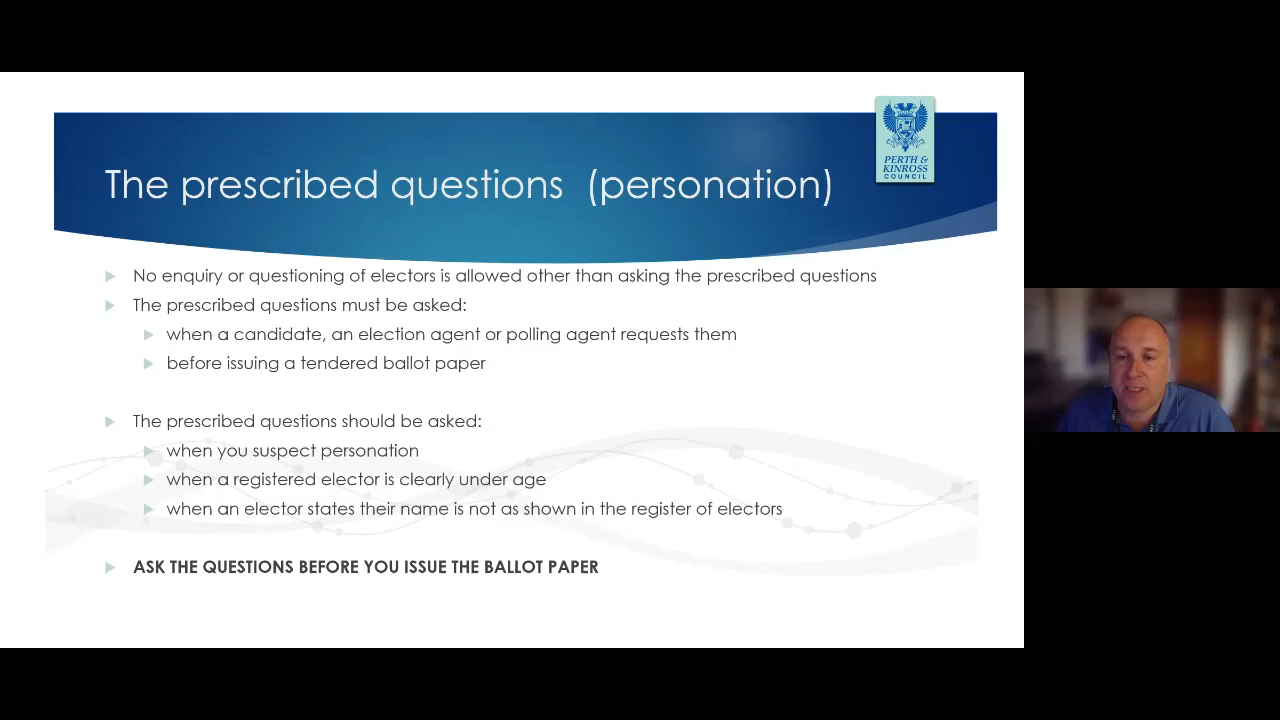 The prescribed questions (personation)
PERTH &
KINROSS
COUNCIL
No enquiry or questioning of electors is allowed other than asking the prescribed questions
The prescribed questions must be asked:
when a candidate, an election agent or polling agent requests them
before issuing a tendered ballot paper
The prescribed questions should be asked:
when you suspect personation
when a registered elector is clearly under age
when an elector states their name is not as shown in the register of electors
ASK THE QUESTIONS BEFORE YOU ISSUE THE BALLOT PAPER